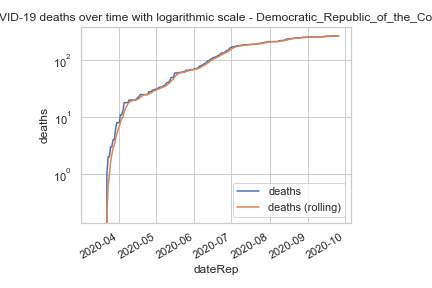 VID-19 deaths over time with logarithmic scale - Democratic_Republic_of_the_Co
10²
10¹
10⁰
deaths
deaths
deaths (rolling)
2020-04
2020-05
2020-06
2020-07
2020-08
2020-09
2020-10
dateRep